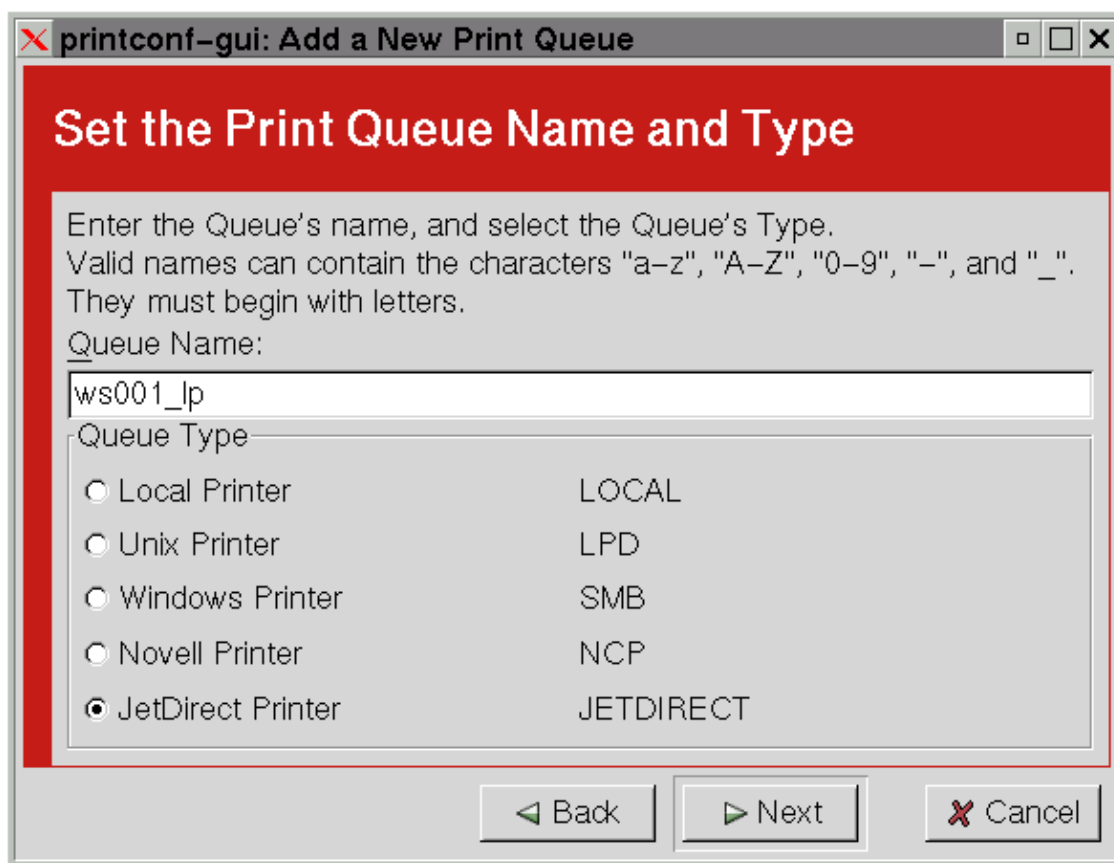 printconf-gui: Add a New Print Queue
Set the Print Queue Name and Type
Enter the Queue's name, and select the Queue's Type.
Valid names can contain the characters "a-z", "A-Z", "0-9", "-", and "_".
They must begin with letters.
Queue Name:
ws001_lp
Queue Type
Local Printer LOCAL
Unix Printer LPD
Windows Printer SMB
Novell Printer NCP
JetDirect Printer JETDIRECT
Back Next Cancel